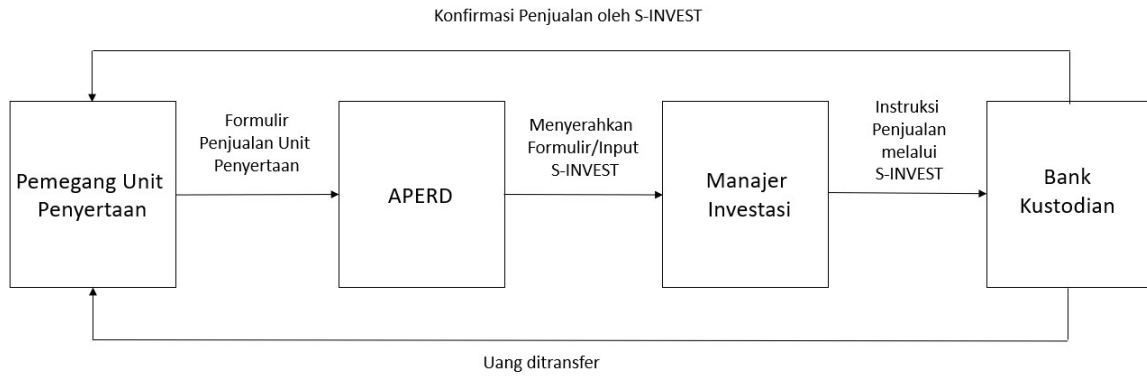 Konfirmasi Penjualan oleh S-INVEST
Pemegang Unit
Penyertaan
Formulir
Penjualan Unit
Penyertaan
APERD
Menyerahkan
Formulir/Input
S-INVEST
Manajer
Investasi
Instruksi
Penjualan
melalui
S-INVEST
Bank
Kustodian
Uang ditransfer